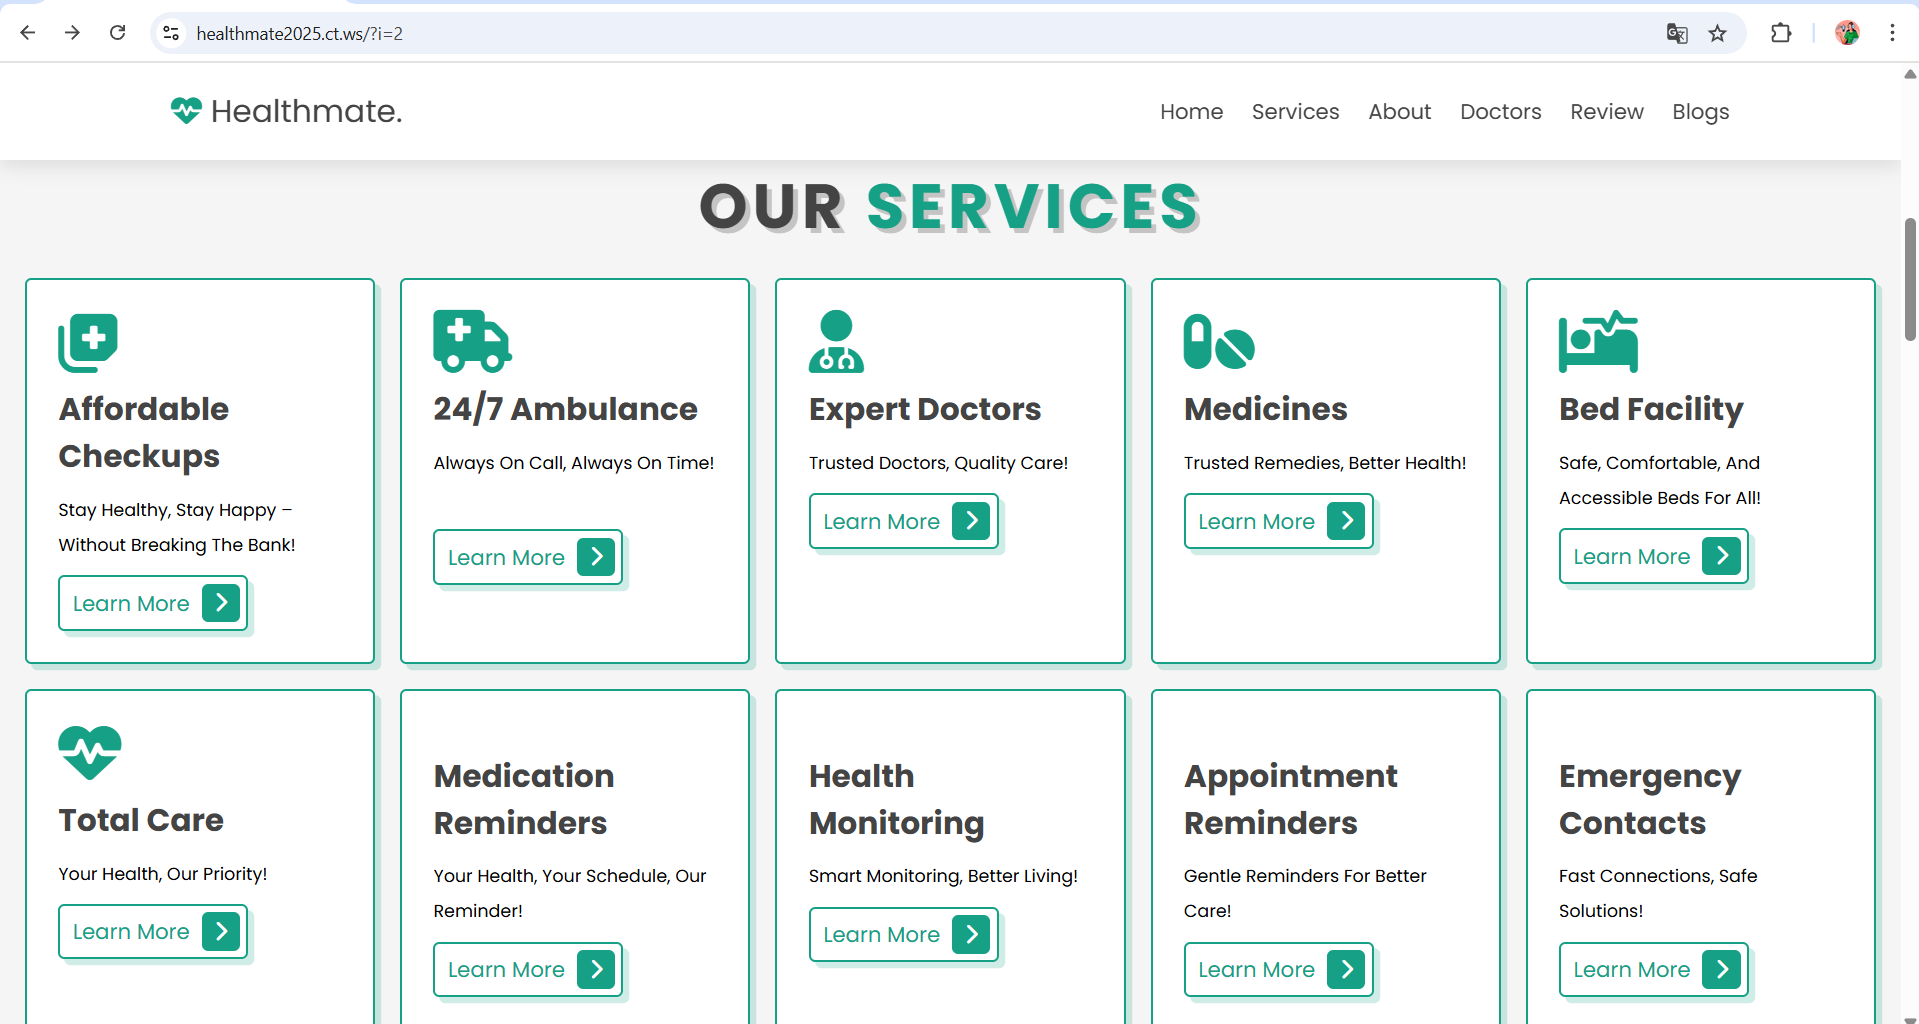 healthmate2025.ct.ws/?i=2
Healthmate.
Home Services About Doctors Review Blogs
OUR SERVICES
Affordable
Checkups
Stay Healthy, Stay Happy –
Without Breaking The Bank!
Learn More
24/7 Ambulance
Always On Call, Always On Time!
Learn More
Expert Doctors
Trusted Doctors, Quality Care!
Learn More
Medicines
Trusted Remedies, Better Health!
Learn More
Bed Facility
Safe, Comfortable, And
Accessible Beds For All!
Learn More
Total Care
Your Health, Our Priority!
Learn More
Medication
Reminders
Your Health, Your Schedule, Our
Reminder!
Learn More
Health
Monitoring
Smart Monitoring, Better Living!
Learn More
Appointment
Reminders
Gentle Reminders For Better
Care!
Learn More
Emergency
Contacts
Fast Connections, Safe
Solutions!
Learn More